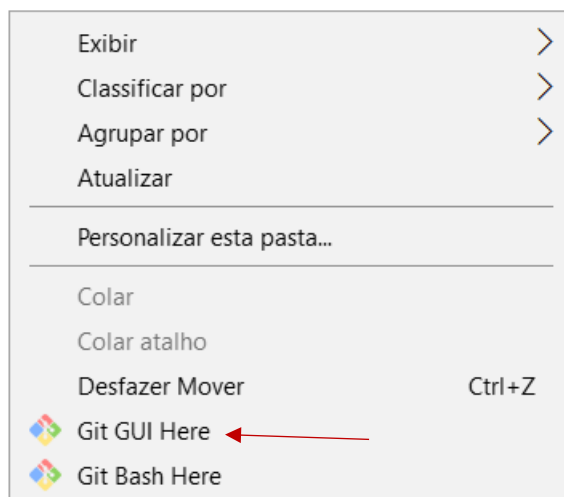 Exibir
Classificar por
Agrupar por
Atualizar
Personalizar esta pasta...
Colar
Colar atalho
Desfazer Mover Ctrl+Z
Git GUI Here
Git Bash Here